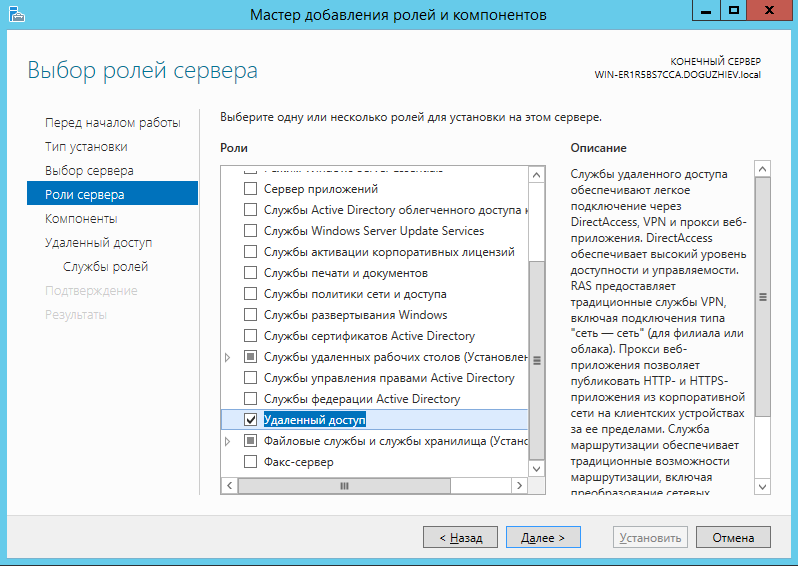 Мастер добавления ролей и компонентов
Выбор ролей сервера
КОНЕЧНЫЙ СЕРВЕР
WIN-ER1R5BS7CCA.DOGUZHIEV.local
Перед началом работы
Тип установки
Выбор сервера
Роли сервера
Компоненты
Удаленный доступ
Службы ролей
Подтверждение
Результаты
Выберите одну или несколько ролей для установки на этом сервере.
Роли
Режим Windows Server Essentials
Сервер приложений
Службы Active Directory облегченного доступа к
Службы Windows Server Update Services
Службы активации корпоративных лицензий
Службы печати и документов
Службы политики сети и доступа
Службы развертывания Windows
Службы сертификатов Active Directory
Службы удаленных рабочих столов (Установлен
Службы управления правами Active Directory
Службы федерации Active Directory
Удаленный доступ
Файловые службы и службы хранилища (Устано
Факс-сервер
Описание
Службы удаленного доступа
обеспечивают легкое
подключение через
DirectAccess, VPN и прокси веб-
приложения. DirectAccess
обеспечивает высокий уровень
доступности и управляемости.
RAS предоставляет
традиционные службы VPN,
включая подключения типа
"сеть — сеть" (для филиала или
облака). Прокси веб-
приложения позволяет
публиковать HTTP- и HTTPS-
приложения из корпоративной
сети на клиентских устройствах
за ее пределами. Служба
маршрутизации обеспечивает
традиционные возможности
маршрутизации, включая
преобразование сетевых
< Назад
Далее >
Установить
Отмена